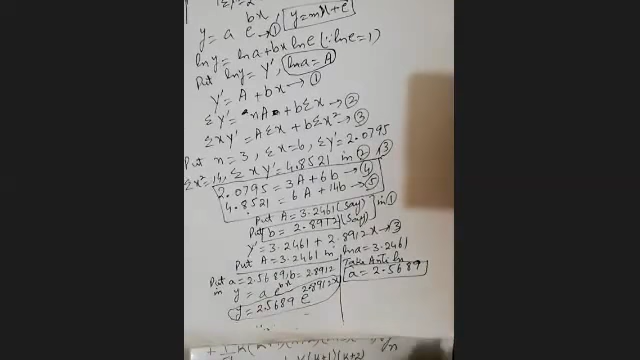 bx
y = a e → ① y = mx + c
ln y = ln a + bx ln e (∵ ln e = 1)
Put ln y = Y', ln a = A
Y' = A + bx → ①
ΣY' = nA + bΣx → ②
ΣxY' = AΣx + bΣx² → ③
Put n = 3, Σx = 6, ΣY' = 2.0795
Σx² = 14, Σ x Y' = 4.8521 in ② ③
2.0795 = 3A + 6b → ④
4.8521 = 6A + 14b → ⑤
Put A = 3.2461 (Say) in ①
Put b = 2.8912 (Say)
Y' = 3.2461 + 2.8912x → ③
Put A = 3.2461 in ln a = 3.2461
Take Anti ln
a = 2.5689
Put a = 2.5689, b = 2.8912
in y = a e^bx
y = 2.5689 e^2.8912x
k(k+1)(k+2)